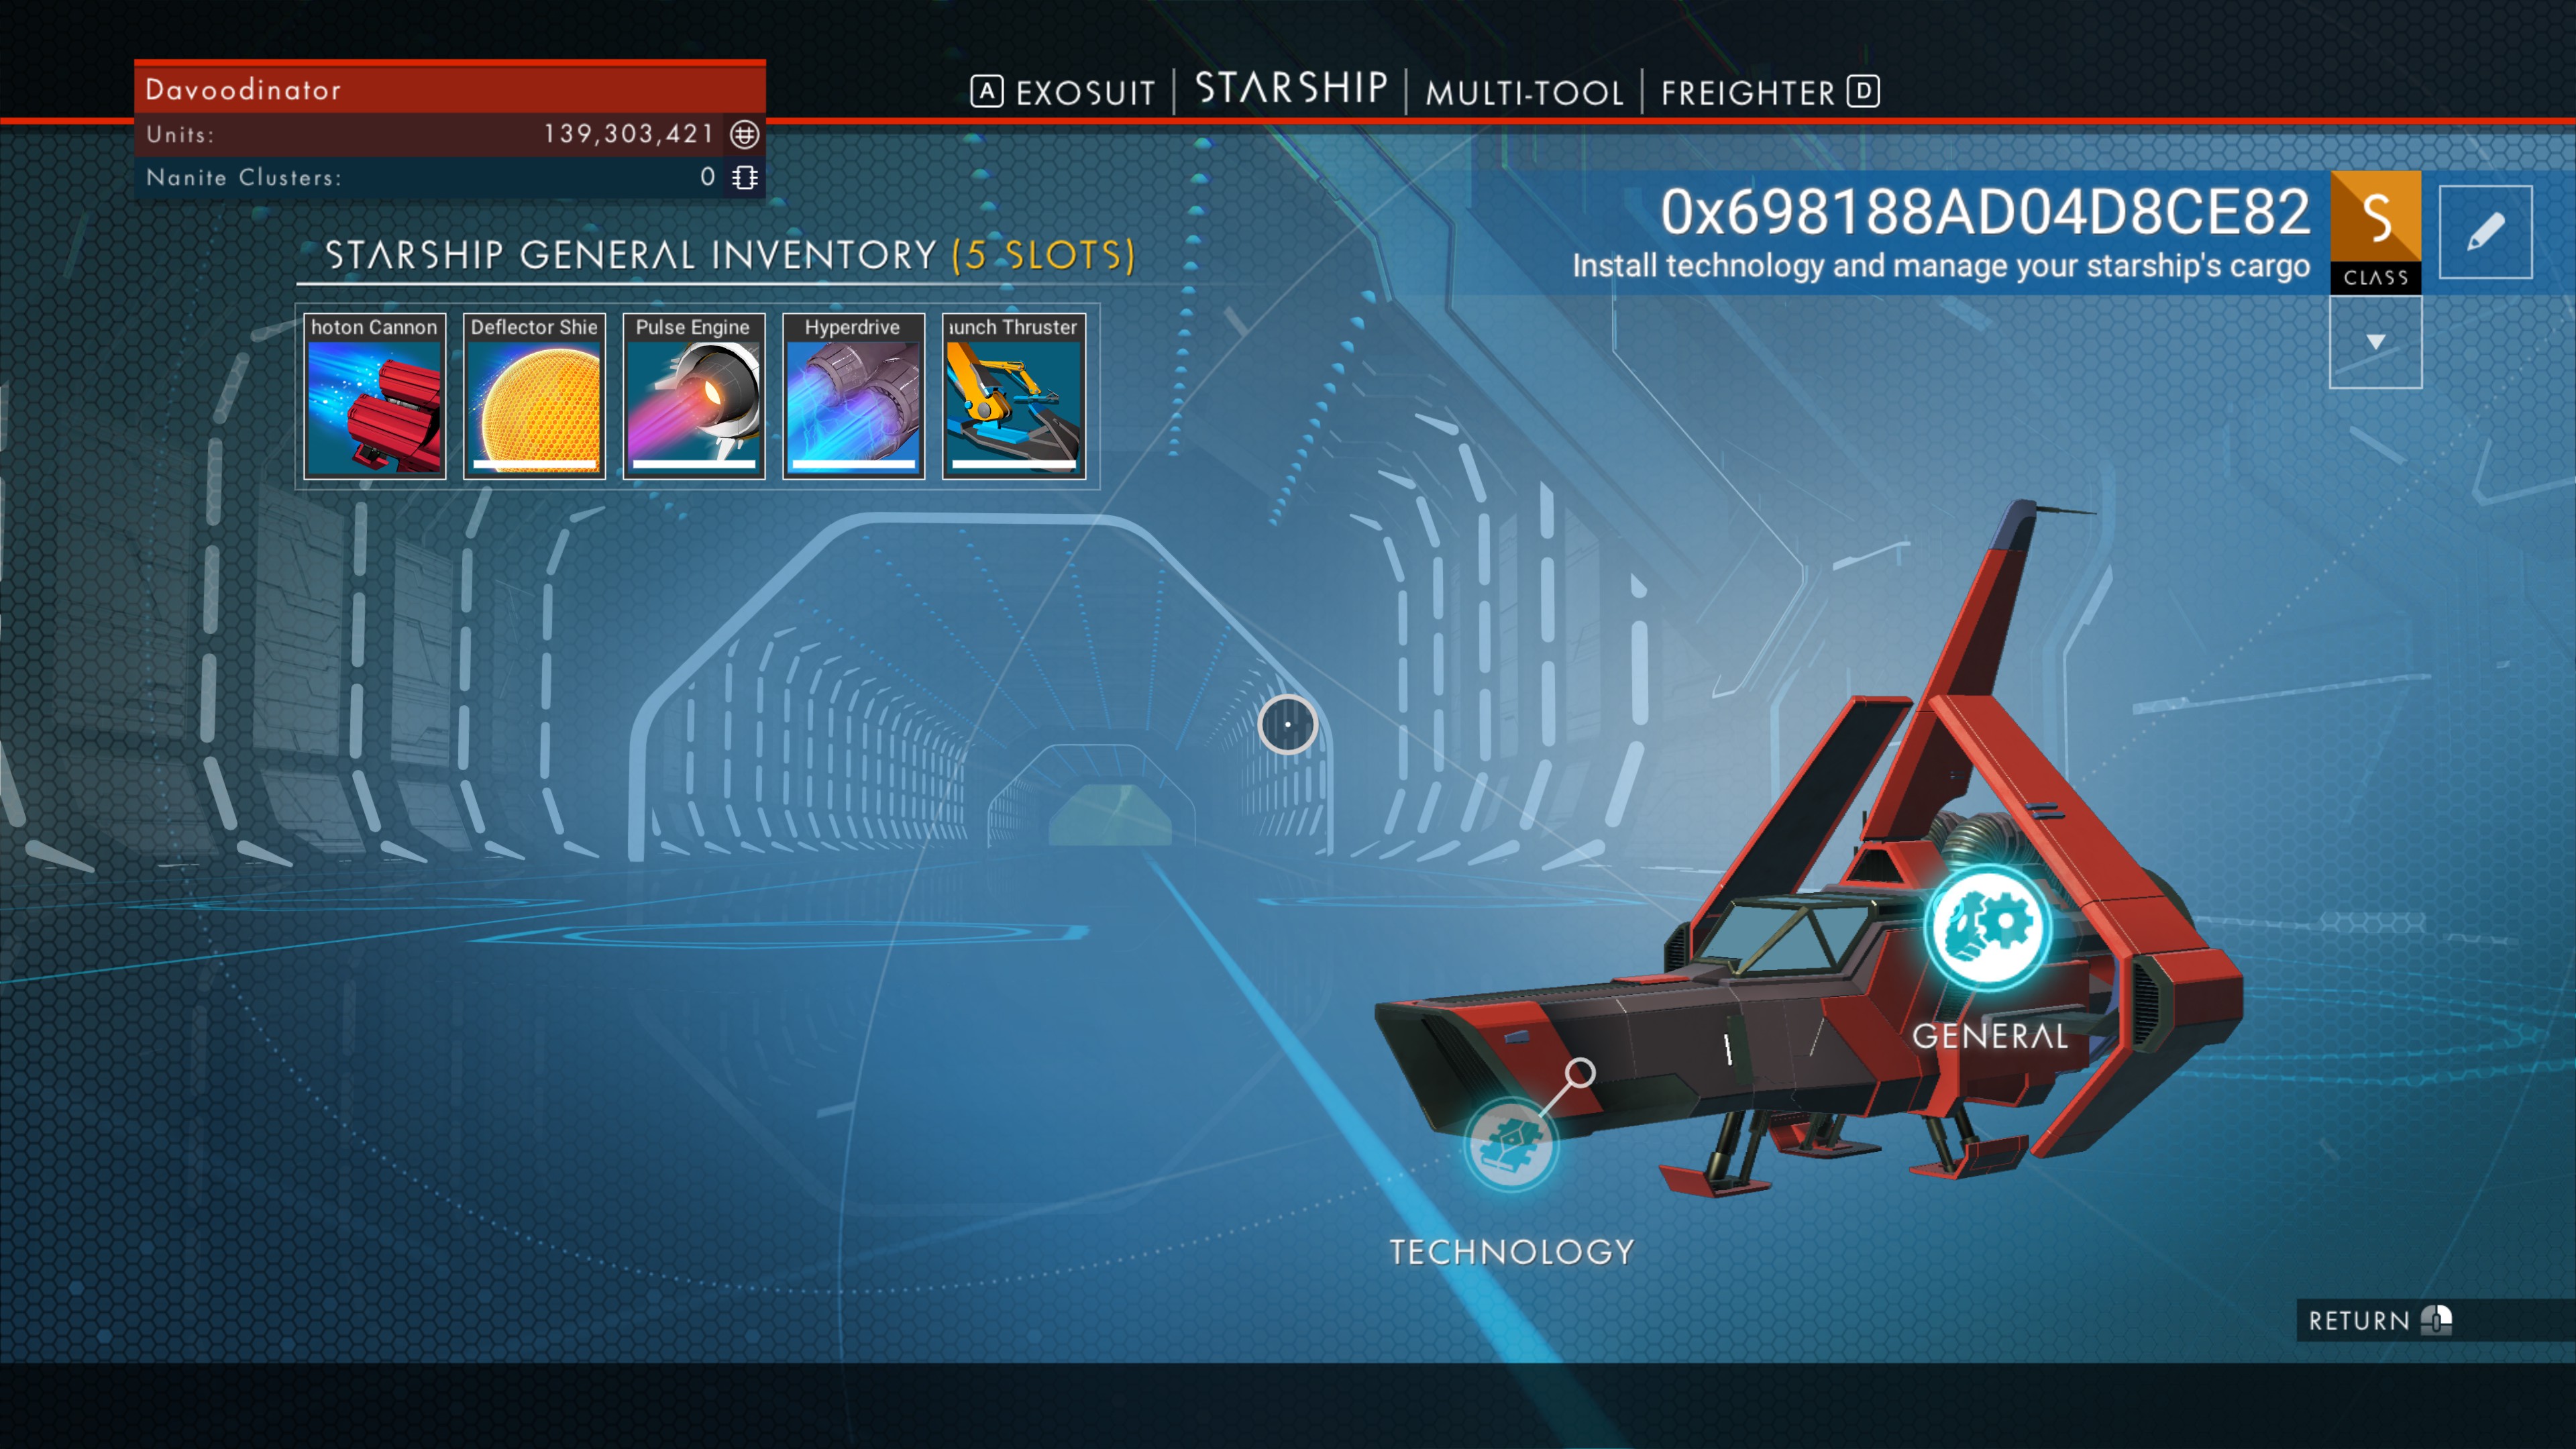 Davoodinator
Units: 139,303,421
Nanite Clusters: 0
A EXOSUIT STARSHIP MULTI-TOOL FREIGHTER D
0x698188AD04D8CE82
Install technology and manage your starship's cargo
S
CLASS
STARSHIP GENERAL INVENTORY (5 SLOTS)
hoton Cannon Deflector Shie Pulse Engine Hyperdrive aunch Thruster
GENERAL
TECHNOLOGY
RETURN